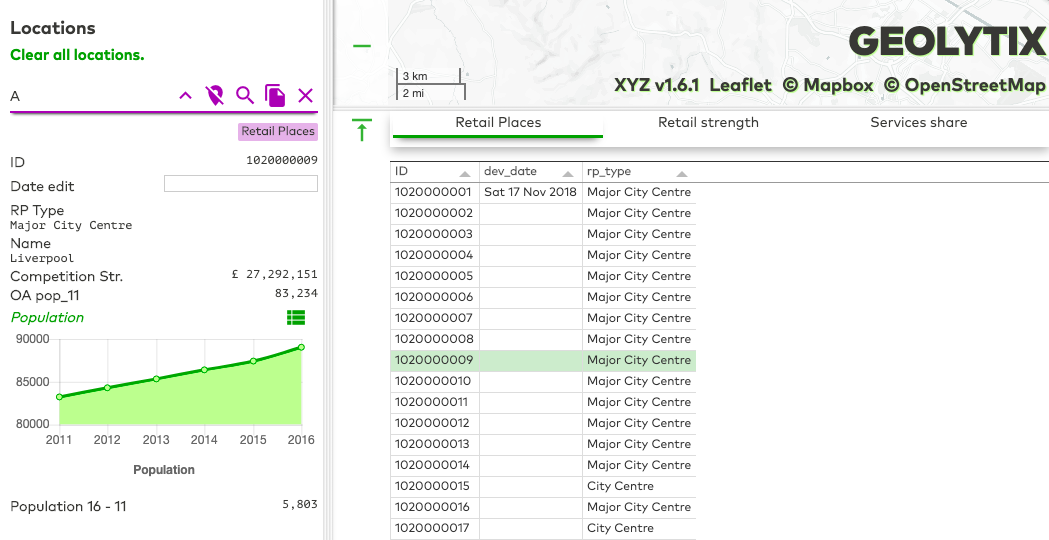 Locations
Clear all locations.
A
Retail Places
ID 1020000009
Date edit
RP Type
Major City Centre
Name
Liverpool
Competition Str. £ 27,292,151
OA pop_11 83,234
Population
90000
85000
80000
2011 2012 2013 2014 2015 2016
Population
Population 16 - 11 5,803
3 km
2 mi
GEOLYTIX
XYZ v1.6.1 Leaflet © Mapbox © OpenStreetMap
Retail Places Retail strength Services share
ID dev_date rp_type
1020000001 Sat 17 Nov 2018 Major City Centre
1020000002 Major City Centre
1020000003 Major City Centre
1020000004 Major City Centre
1020000005 Major City Centre
1020000006 Major City Centre
1020000007 Major City Centre
1020000008 Major City Centre
1020000009 Major City Centre
1020000010 Major City Centre
1020000011 Major City Centre
1020000012 Major City Centre
1020000013 Major City Centre
1020000014 Major City Centre
1020000015 City Centre
1020000016 Major City Centre
1020000017 City Centre